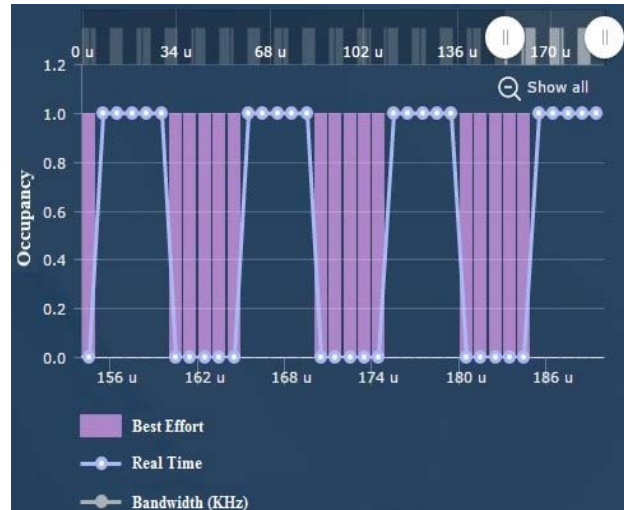 0 u 34 u 68 u 102 u 136 u 170 u
Show all
1.2
1.0
0.8
0.6
0.4
0.2
0.0
Occupancy
156 u 162 u 168 u 174 u 180 u 186 u
Best Effort
Real Time
Bandwidth (KHz)